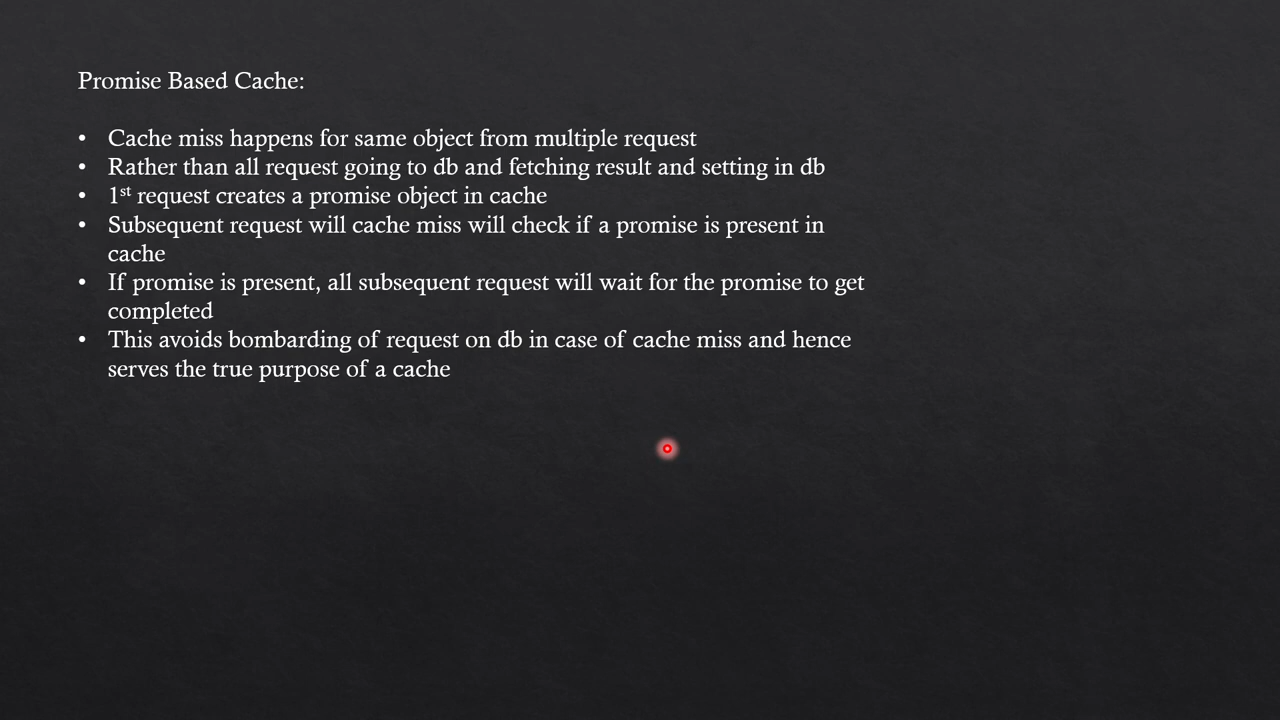 Promise Based Cache:
• Cache miss happens for same object from multiple request
• Rather than all request going to db and fetching result and setting in db
• 1st request creates a promise object in cache
• Subsequent request will cache miss will check if a promise is present in
cache
• If promise is present, all subsequent request will wait for the promise to get
completed
• This avoids bombarding of request on db in case of cache miss and hence
serves the true purpose of a cache